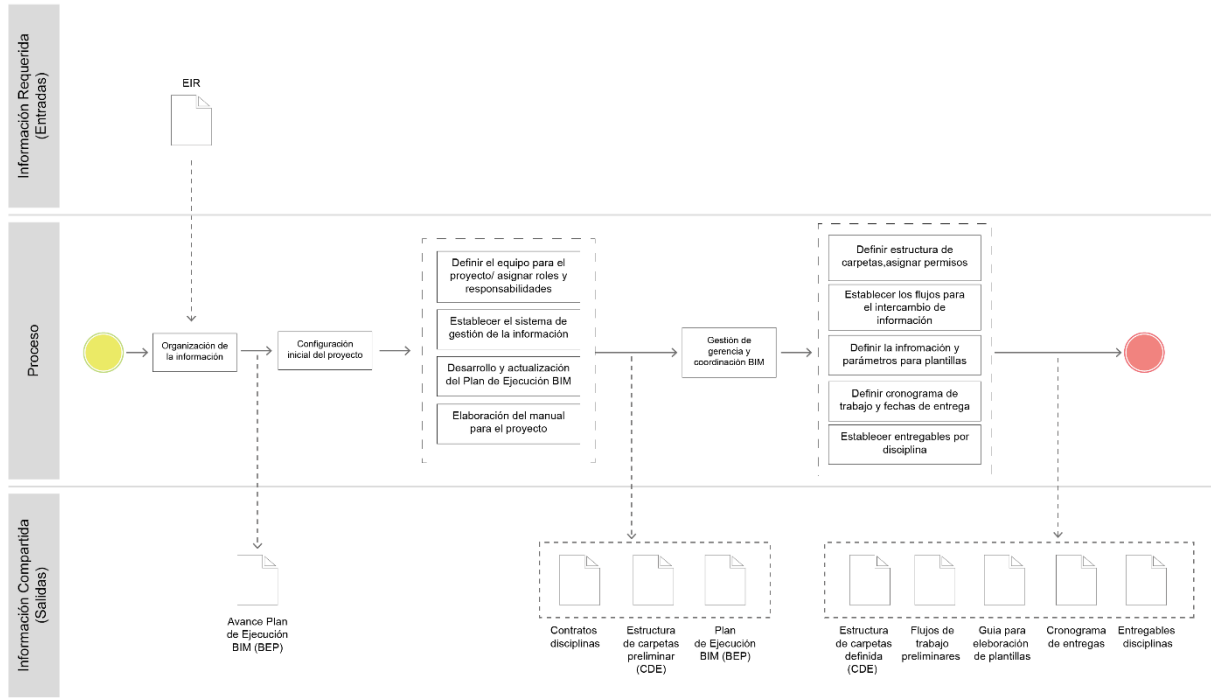 Información Requerida
(Entradas)
EIR
Proceso
Organización de
la información
Configuración
inicial del proyecto
Definir el equipo para el
proyecto/ asignar roles y
responsabilidades
Establecer el sistema de
gestión de la información
Desarrollo y actualización
del Plan de Ejecución BIM
Elaboración del manual
para el proyecto
Gestión de
gerencia y
coordinación BIM
Definir estructura de
carpetas,asignar permisos
Establecer los flujos para
el intercambio de
información
Definir la infromación y
parámetros para plantillas
Definir cronograma de
trabajo y fechas de entrega
Establecer entregables por
disciplina
Información Compartida
(Salidas)
Avance Plan
de Ejecución
BIM (BEP)
Contratos
disciplinas
Estructura
de carpetas
preliminar
(CDE)
Plan
de Ejecución
BIM (BEP)
Estructura
de carpetas
definida
(CDE)
Flujos de
trabajo
preliminares
Guia para
eleboración
de plantillas
Cronograma
de entregas
Entregables
disciplinas